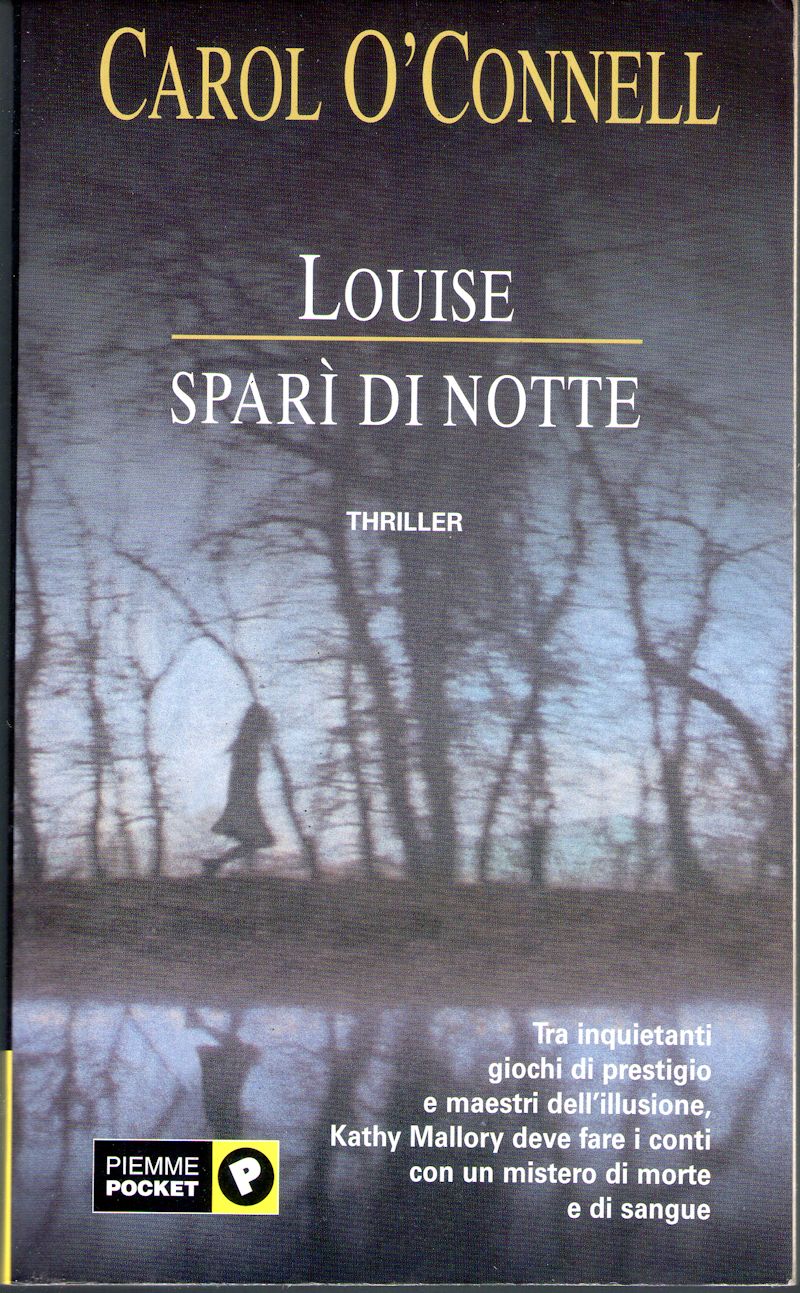 CAROL O'CONNELL
LOUISE
SPARÌ DI NOTTE
THRILLER
Tra inquietanti
giochi di prestigio
e maestri dell'illusione,
Kathy Mallory deve fare i conti
con un mistero di morte
e di sangue
PIEMME
POCKET
P